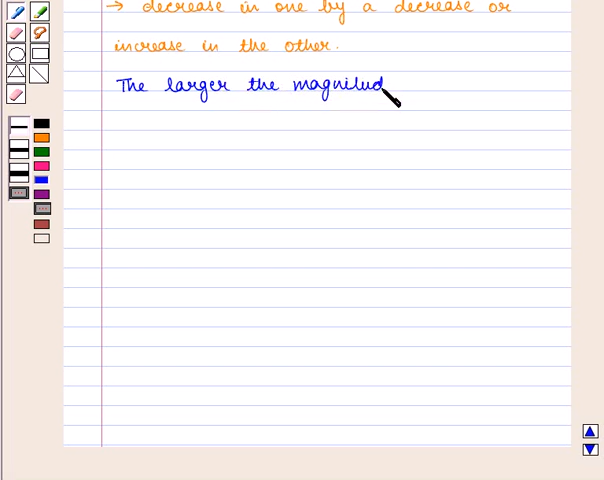 → decrease in one by a decrease or
increase in the other.
The larger the magnitud